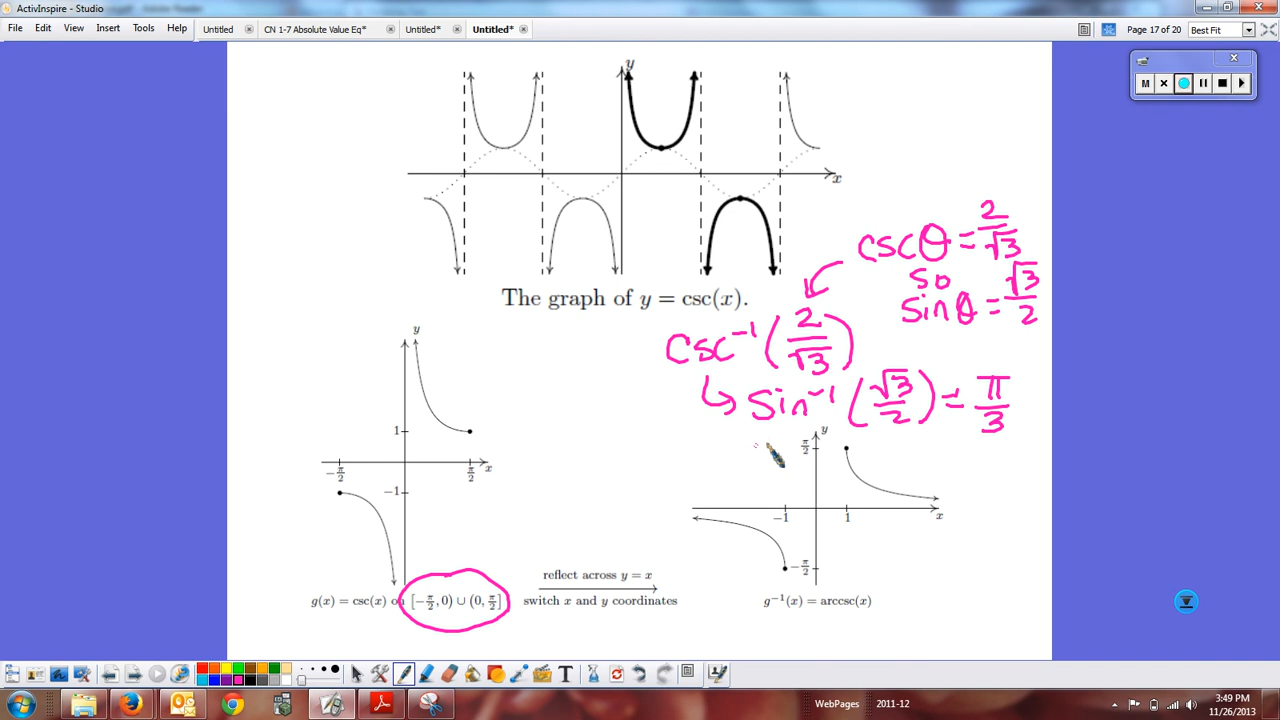 ActivInspire - Studio
File Edit View Insert Tools Help
Untitled
CN 1-7 Absolute Value Eq*
Untitled*
Untitled*
Page 17 of 20
Best Fit
M
y
x
The graph of y = csc(x).
cscθ = 2/√3
so
sinθ = √3/2
csc⁻¹(2/√3)
↳ sin⁻¹(√3/2) = π/3
y
1
−π/2
π/2
x
−1
y
π/2
−1
1
x
−π/2
reflect across y = x
switch x and y coordinates
g(x) = csc(x) on [−π/2, 0) ∪ (0, π/2]
g⁻¹(x) = arccsc(x)
WebPages
2011-12
3:49 PM
11/26/2013